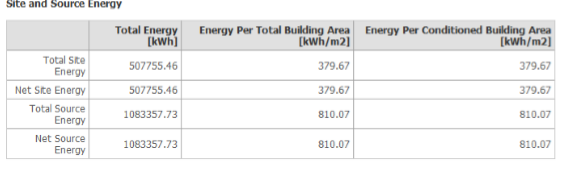 Site and Source Energy
Total Energy [kWh] Energy Per Total Building Area [kWh/m2] Energy Per Conditioned Building Area [kWh/m2]
Total Site Energy 507755.46 379.67 379.67
Net Site Energy 507755.46 379.67 379.67
Total Source Energy 1083357.73 810.07 810.07
Net Source Energy 1083357.73 810.07 810.07